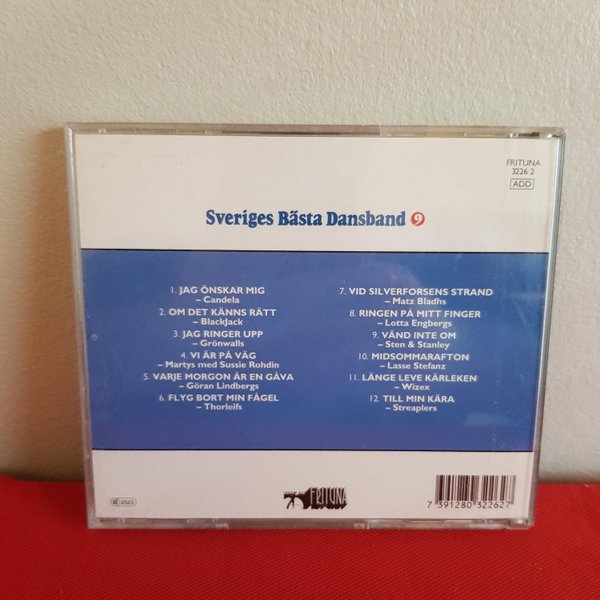 FRITUNA
3226 2
ADD
Sveriges Bästa Dansband 9
1. JAG ÖNSKAR MIG
– Candela
2. OM DET KÄNNS RÄTT
– BlackJack
3. JAG RINGER UPP
– Grönwalls
4. VI ÄR PÅ VÄG
– Martys med Sussie Rohdin
5. VARJE MORGON ÄR EN GÅVA
– Göran Lindbergs
6. FLYG BORT MIN FÅGEL
– Thorleifs
7. VID SILVERFORSENS STRAND
– Matz Bladhs
8. RINGEN PÅ MITT FINGER
– Lotta Engbergs
9. VÄND INTE OM
– Sten & Stanley
10. MIDSOMMARAFTON
– Lasse Stefanz
11. LÄNGE LEVE KÄRLEKEN
– Wizex
12. TILL MIN KÄRA
– Streaplers
FRITUNA
7 391280 322627